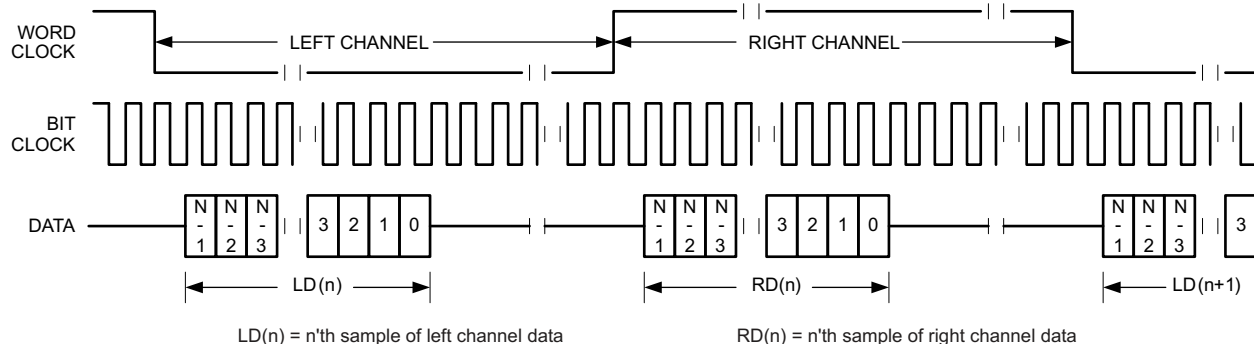 WORD
CLOCK
LEFT CHANNEL
RIGHT CHANNEL
BIT
CLOCK
DATA
N-1 N-2 N-3 3 2 1 0
N-1 N-2 N-3 3 2 1 0
N-1 N-2 N-3 3
LD(n)
RD(n)
LD(n+1)
LD(n) = n'th sample of left channel data
RD(n) = n'th sample of right channel data